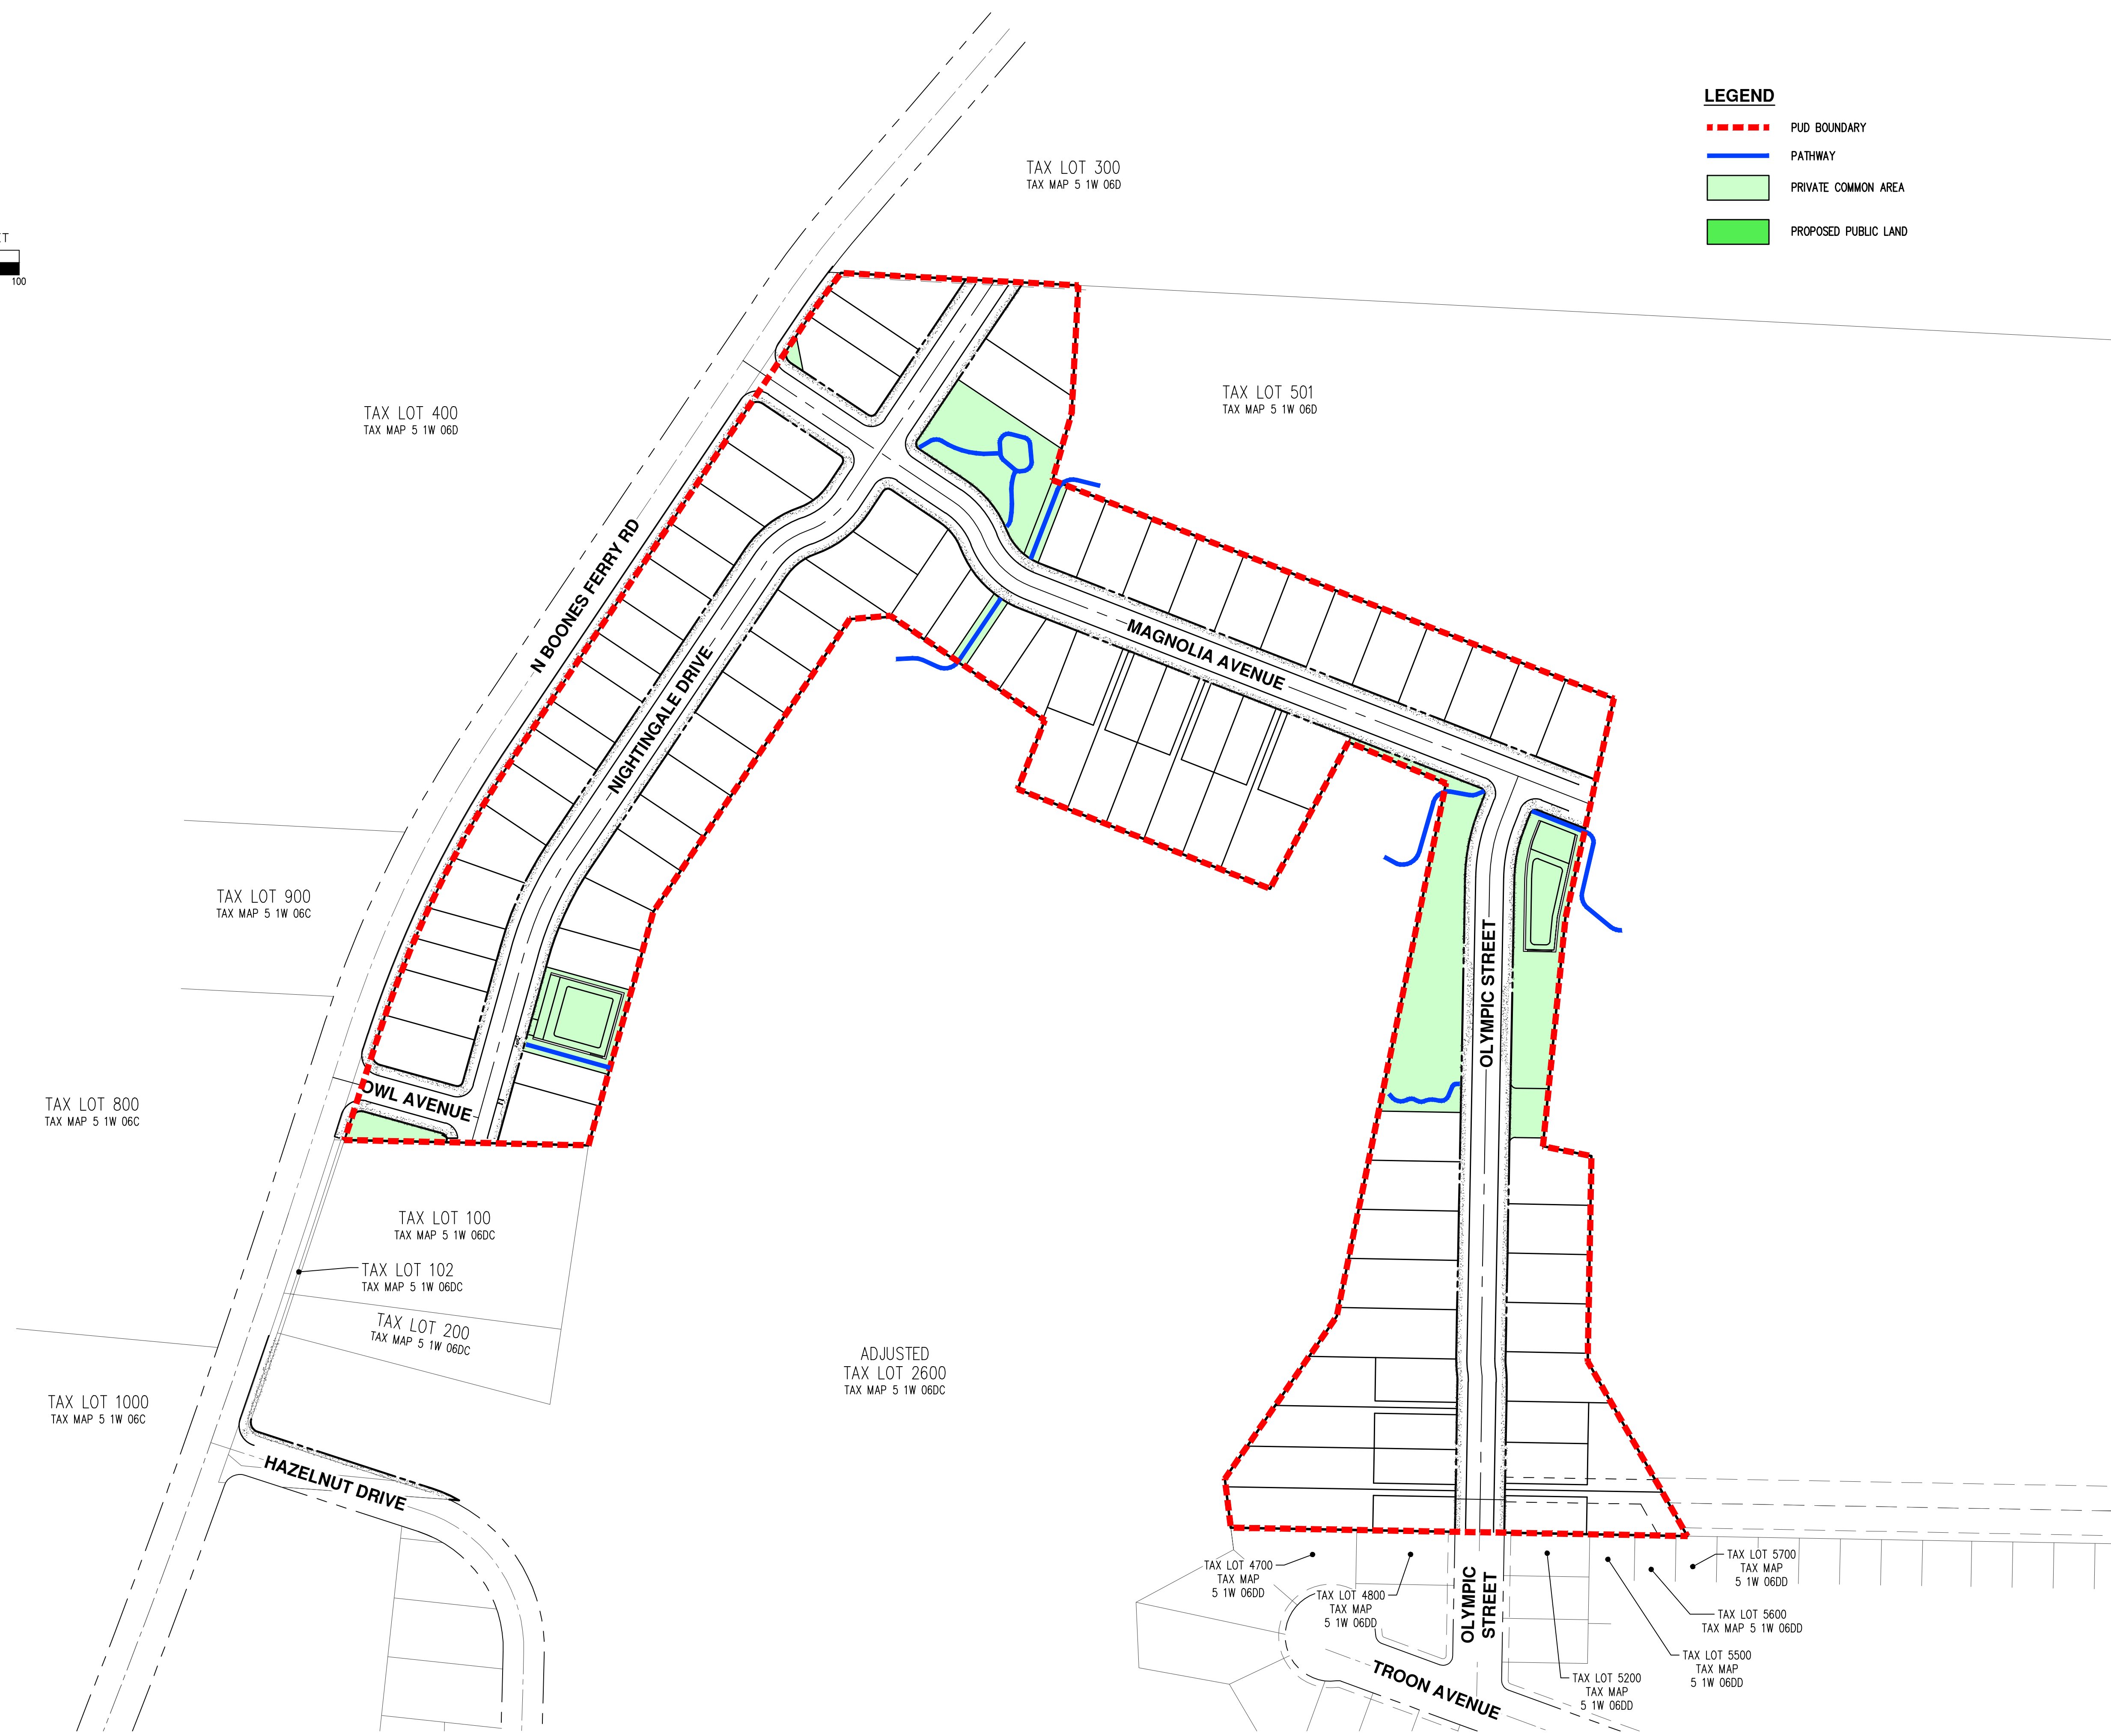 LEGEND
PUD BOUNDARY
PATHWAY
PRIVATE COMMON AREA
PROPOSED PUBLIC LAND
100
TAX LOT 300
TAX MAP 5 1W 06D
TAX LOT 400
TAX MAP 5 1W 06D
TAX LOT 501
TAX MAP 5 1W 06D
N BOONES FERRY RD
NIGHTINGALE DRIVE
MAGNOLIA AVENUE
TAX LOT 900
TAX MAP 5 1W 06C
OLYMPIC STREET
OWL AVENUE
TAX LOT 800
TAX MAP 5 1W 06C
TAX LOT 100
TAX MAP 5 1W 06DC
TAX LOT 102
TAX MAP 5 1W 06DC
TAX LOT 200
TAX MAP 5 1W 06DC
ADJUSTED
TAX LOT 2600
TAX MAP 5 1W 06DC
TAX LOT 1000
TAX MAP 5 1W 06C
HAZELNUT DRIVE
TAX LOT 4700
TAX MAP
5 1W 06DD
TAX LOT 4800
TAX MAP
5 1W 06DD
OLYMPIC
STREET
TAX LOT 5700
TAX MAP
5 1W 06DD
TAX LOT 5600
TAX MAP 5 1W 06DD
TAX LOT 5500
TAX MAP
5 1W 06DD
TAX LOT 5200
TAX MAP
5 1W 06DD
TROON AVENUE